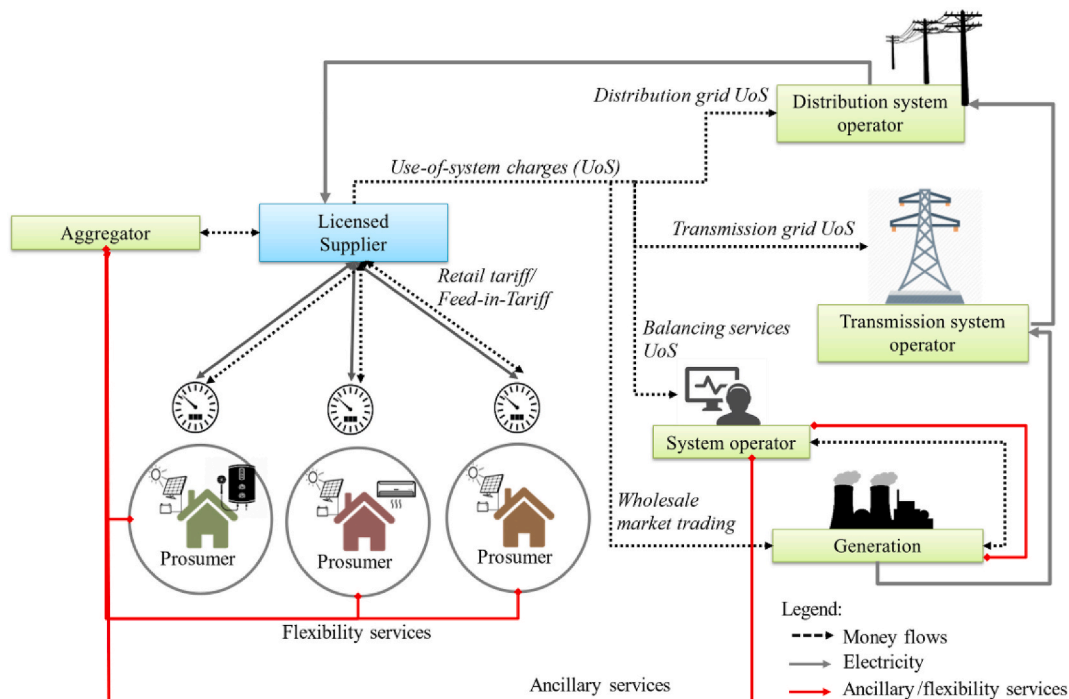 Distribution grid UoS
Distribution system
operator
Use-of-system charges (UoS)
Aggregator
Licensed
Supplier
Transmission grid UoS
Retail tariff/
Feed-in-Tariff
Transmission system
operator
Balancing services
UoS
System operator
Wholesale
market trading
Generation
Prosumer
Prosumer
Prosumer
Flexibility services
Legend:
Money flows
Electricity
Ancillary/flexibility services
Ancillary services